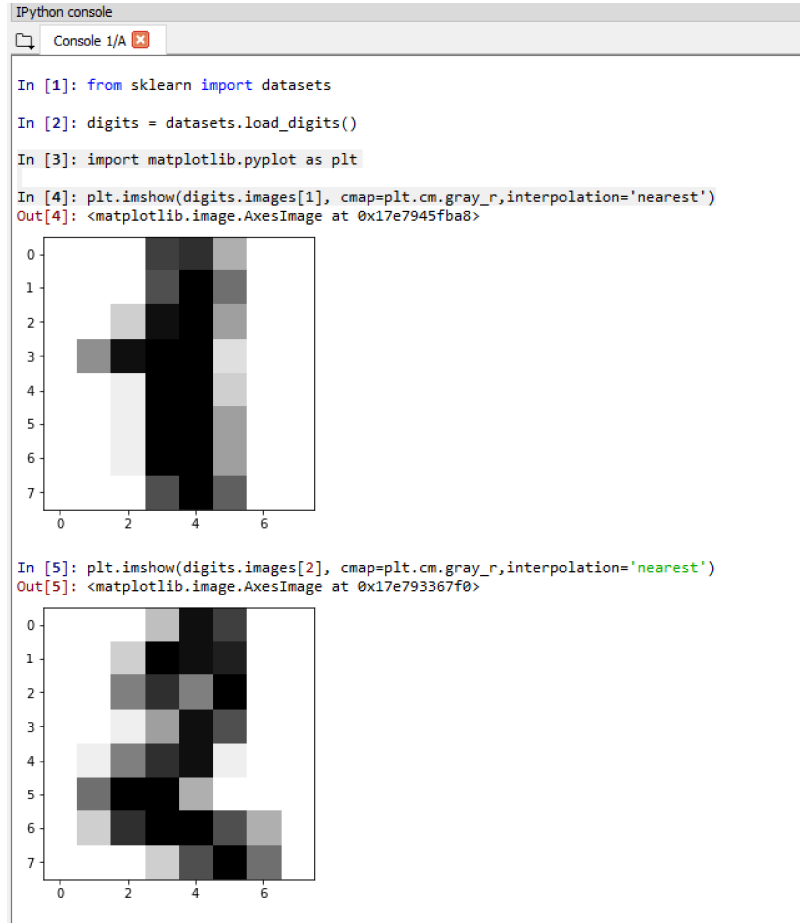 IPython console
Console 1/A
In [1]: from sklearn import datasets
In [2]: digits = datasets.load_digits()
In [3]: import matplotlib.pyplot as plt
In [4]: plt.imshow(digits.images[1], cmap=plt.cm.gray_r,interpolation='nearest')
Out[4]: <matplotlib.image.AxesImage at 0x17e7945fba8>
0
1
2
3
4
5
6
7
0 2 4 6
In [5]: plt.imshow(digits.images[2], cmap=plt.cm.gray_r,interpolation='nearest')
Out[5]: <matplotlib.image.AxesImage at 0x17e793367f0>
0
1
2
3
4
5
6
7
0 2 4 6